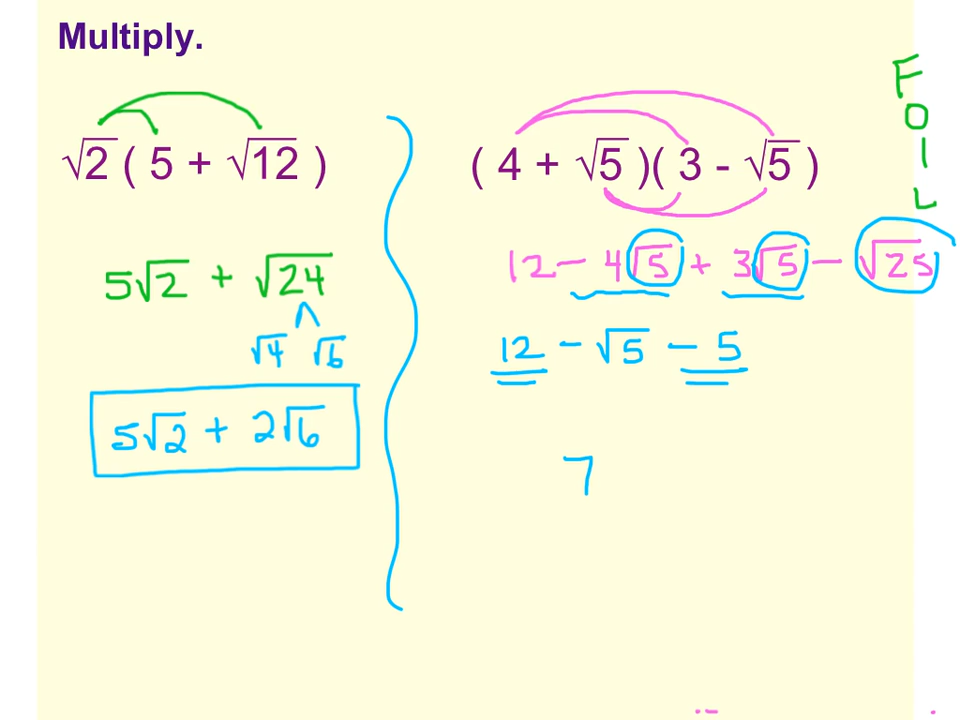 Multiply.
√2 ( 5 + √12 )
5√2 + √24
√4 √6
5√2 + 2√6
( 4 + √5 )( 3 - √5 )
12 − 4√5 + 3√5 − √25
12 − √5 − 5
7
F
O
I
L